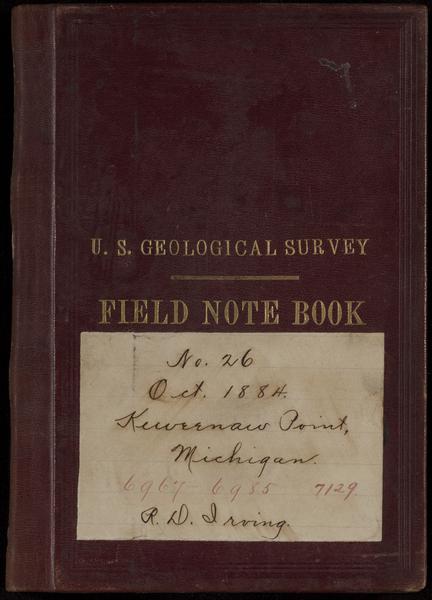 U. S. GEOLOGICAL SURVEY
FIELD NOTE BOOK
No. 26
Oct. 1884.
Keweenaw Point,
Michigan.
6967 - 6985 7129
R. D. Irving.